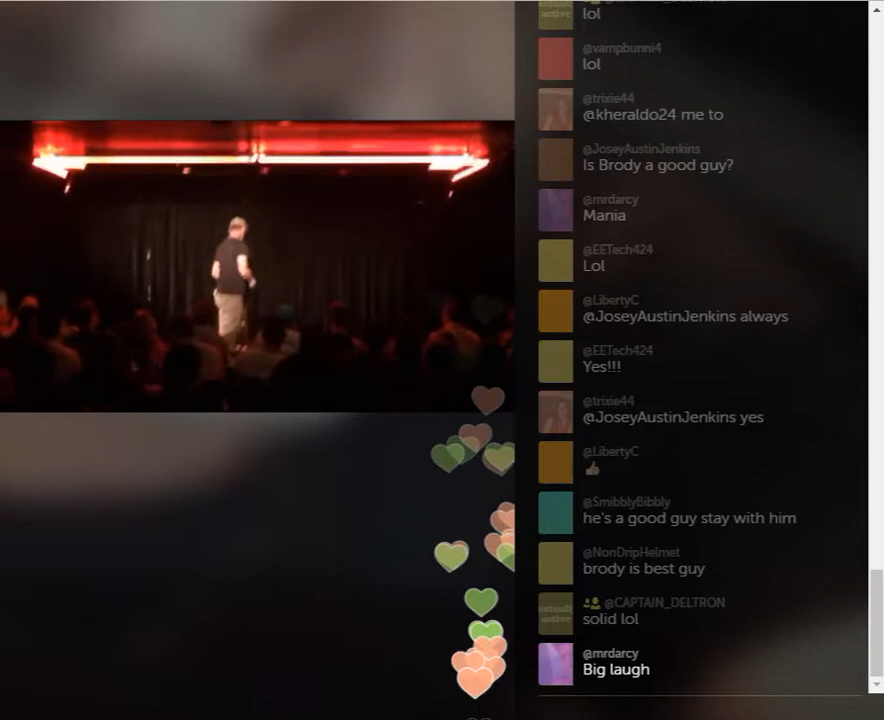 lol
@vampbunni4
lol
@trixie44
@kheraldo24 me to
@JoseyAustinJenkins
Is Brody a good guy?
@mrdarcy
Mania
@EETech424
Lol
@LibertyC
@JoseyAustinJenkins always
@EETech424
Yes!!!
@trixie44
@JoseyAustinJenkins yes
@LibertyC
@SmibblyBibbly
he's a good guy stay with him
@NonDripHelmet
brody is best guy
@CAPTAIN_DELTRON
solid lol
@mrdarcy
Big laugh